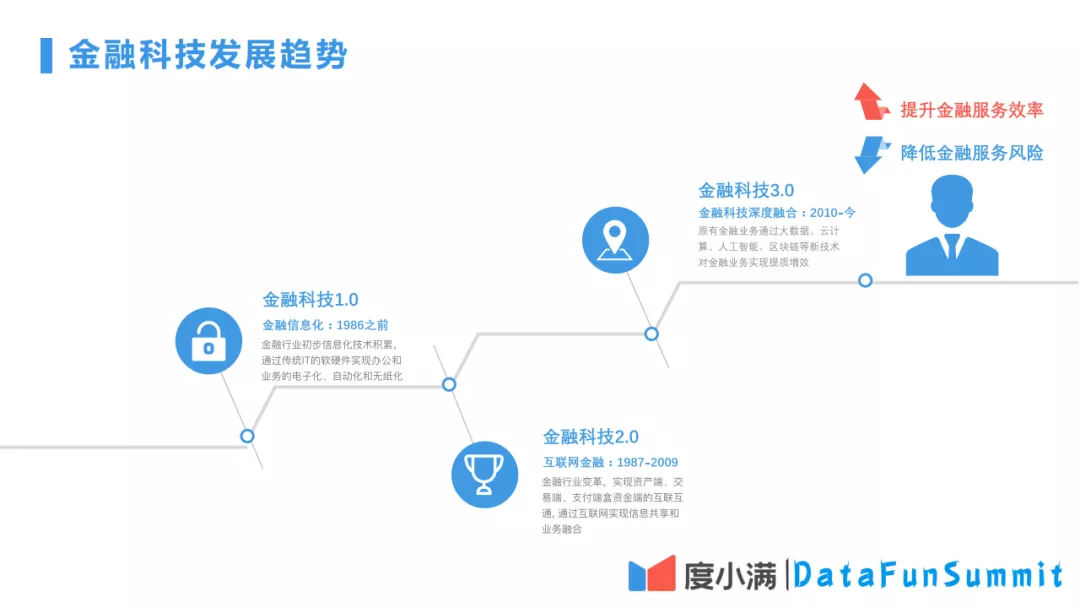 金融科技发展趋势
提升金融服务效率
降低金融服务风险
金融科技3.0
金融科技深度融合：2010-今
原有金融业务通过大数据、云计
算、人工智能、区块链等新技术
对金融业务实现提质增效
金融科技1.0
金融信息化：1986之前
金融行业初步信息化技术积累，
通过传统IT的软硬件实现办公和
业务的电子化、自动化和无纸化
金融科技2.0
互联网金融：1987-2009
金融行业变革，实现资产端、交
易端、支付端盒资金端的互联互
通, 通过互联网实现信息共享和
业务融合
度小满 | DataFunSummit